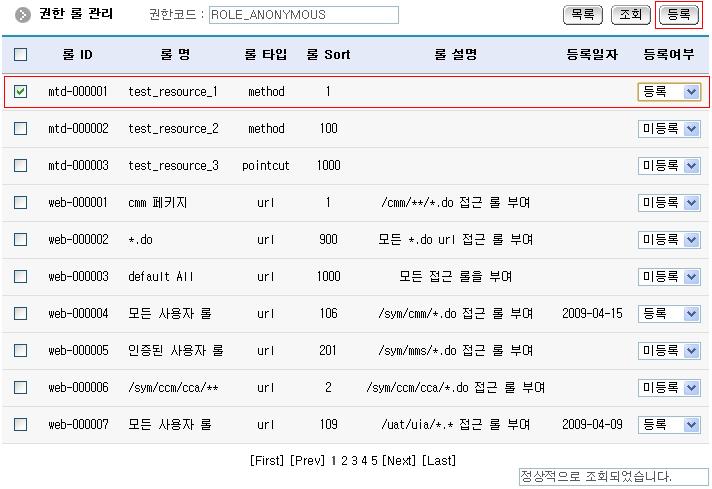 권한 롤 관리 권한코드 : ROLE_ANONYMOUS 목록 조회 등록
롤 ID 롤 명 롤 타입 롤 Sort 롤 설명 등록일자 등록여부
mtd-000001 test_resource_1 method 1 등록
mtd-000002 test_resource_2 method 100 미등록
mtd-000003 test_resource_3 pointcut 1000 미등록
web-000001 cmm 페키지 url 1 /cmm/**/*.do 접근 롤 부여 미등록
web-000002 *.do url 900 모든 *.do url 접근 롤 부여 미등록
web-000003 default All url 1000 모든 접근 롤을 부여 미등록
web-000004 모든 사용자 롤 url 106 /sym/cmm/*.do 접근 롤 부여 2009-04-15 등록
web-000005 인증된 사용자 롤 url 201 /sym/mms/*.do 접근 롤 부여 미등록
web-000006 /sym/ccm/cca/** url 2 /sym/ccm/cca/*.do 접근 롤 부여 미등록
web-000007 모든 사용자 롤 url 109 /uat/uia/*.* 접근 롤 부여 2009-04-09 등록
[First] [Prev] 1 2 3 4 5 [Next] [Last]
정상적으로 조회되었습니다.